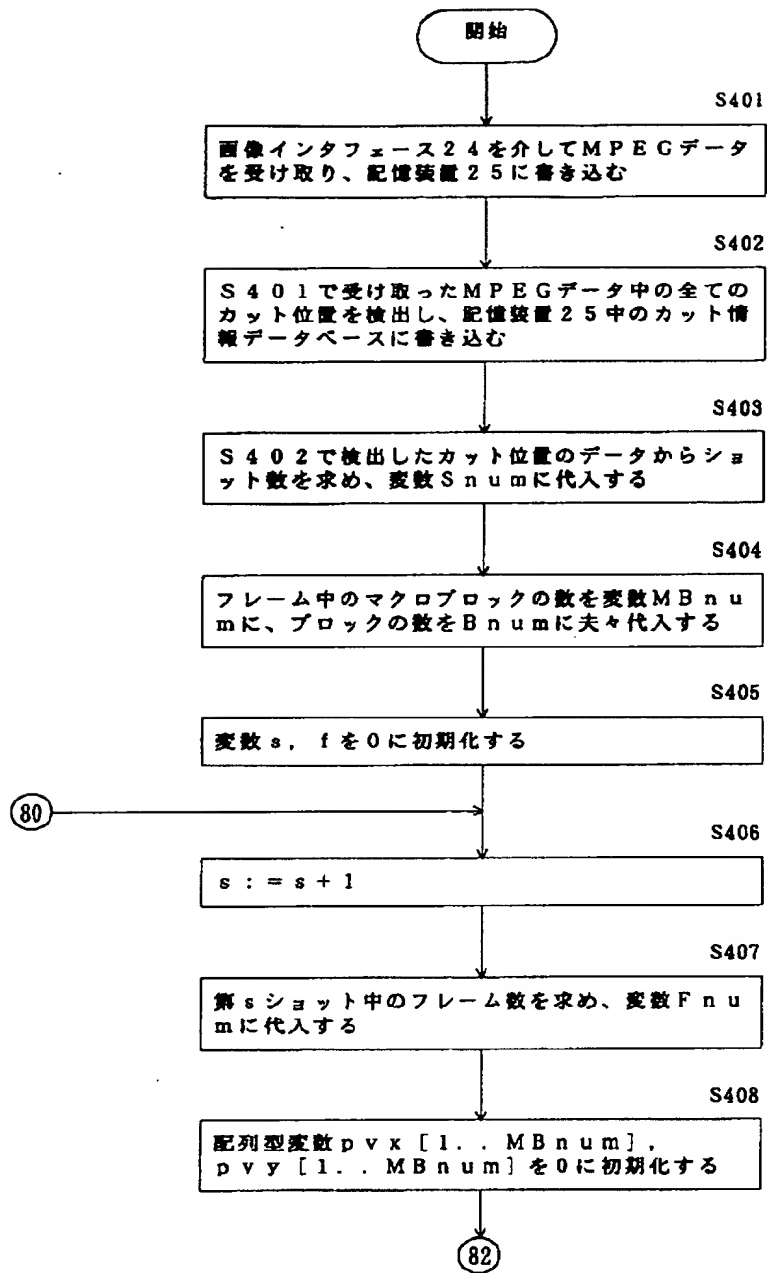 開始
S401
画像インタフェース24を介してMPEGデータ
を受け取り、記憶装置25に書き込む
S402
S401で受け取ったMPEGデータ中の全ての
カット位置を検出し、記憶装置25中のカット情
報データベースに書き込む
S403
S402で検出したカット位置のデータからショ
ット数を求め、変数Snumに代入する
S404
フレーム中のマクロブロックの数を変数MBnu
mに、ブロックの数をBnumに夫々代入する
S405
変数s,fを0に初期化する
80
S406
s:=s+1
S407
第sショット中のフレーム数を求め、変数Fnu
mに代入する
S408
配列型変数pvx[1..MBnum],
pvy[1..MBnum]を0に初期化する
82